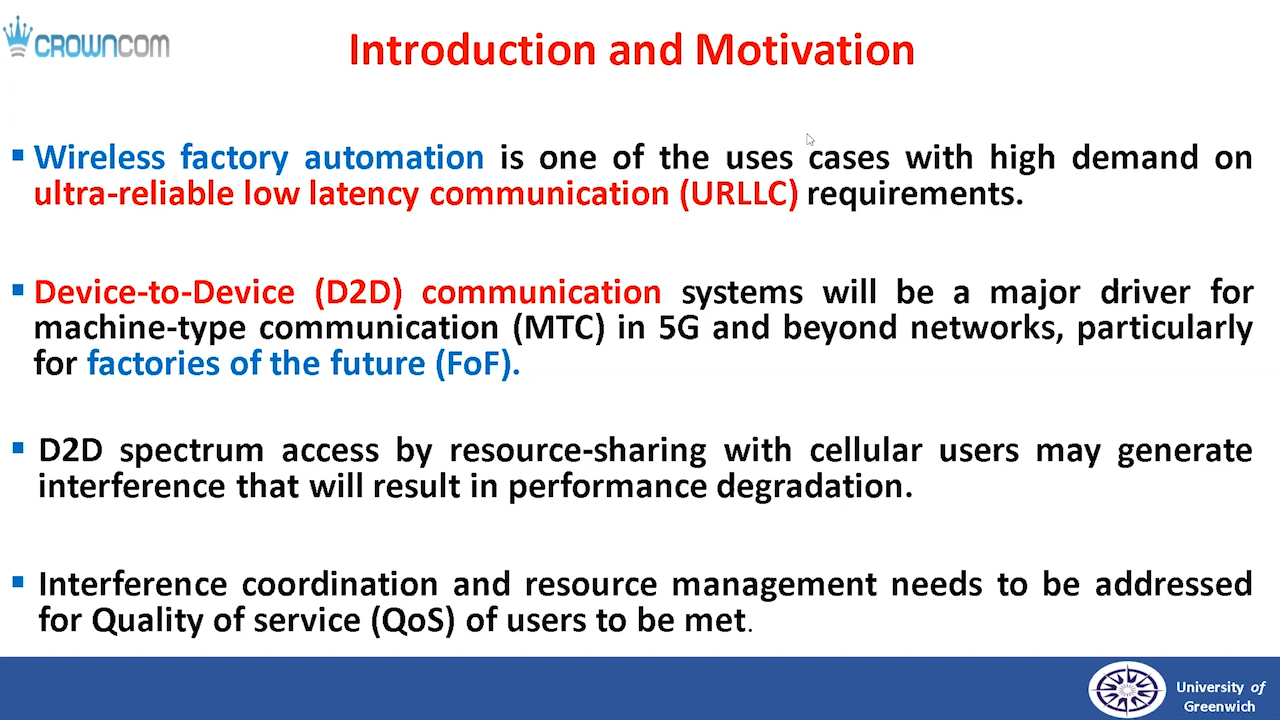 CROWNCOM
Introduction and Motivation
▪ Wireless factory automation is one of the uses cases with high demand on
ultra-reliable low latency communication (URLLC) requirements.
▪ Device-to-Device (D2D) communication systems will be a major driver for
machine-type communication (MTC) in 5G and beyond networks, particularly
for factories of the future (FoF).
▪ D2D spectrum access by resource-sharing with cellular users may generate
interference that will result in performance degradation.
▪ Interference coordination and resource management needs to be addressed
for Quality of service (QoS) of users to be met.
University of
Greenwich